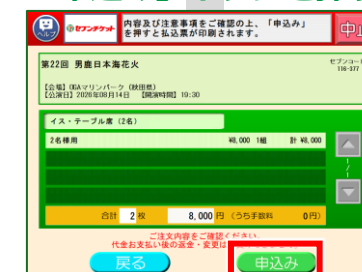 ヘルプ
セブンチケット
内容及び注意事項をご確認の上、「申込み」
を押すと払込票が印刷されます。
中止
第22回 男鹿日本海花火
セブンコード
116-377
【会場】OGAマリンパーク(秋田県)
【公演日】2026年08月14日 【開演時間】19:30
イス・テーブル席(2名)
2名様用 ¥8,000 1組 計 ¥8,000
合計 2 枚 8,000 円 (うち手数料 0円)
ご注文内容をご確認ください
代金お支払い後の返金・変更は
戻る
申込み